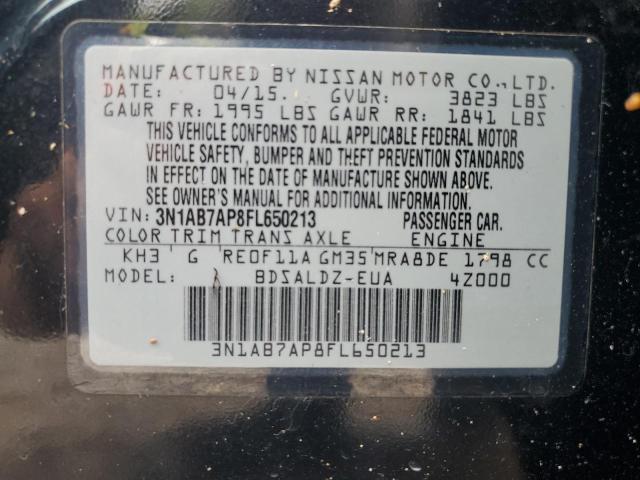 MANUFACTURED BY NISSAN MOTOR CO., LTD.
DATE: 04/15. GVWR: 3823 LBS
GAWR FR: 1995 LBS GAWR RR: 1841 LBS
THIS VEHICLE CONFORMS TO ALL APPLICABLE FEDERAL MOTOR
VEHICLE SAFETY, BUMPER AND THEFT PREVENTION STANDARDS
IN EFFECT ON THE DATE OF MANUFACTURE SHOWN ABOVE.
SEE OWNER'S MANUAL FOR ADDITIONAL INFORMATION.
VIN: 3N1AB7AP8FL650213 PASSENGER CAR.
COLOR TRIM TRANS AXLE ENGINE
KH3 G RE0F11A GM35 MRA8DE 1798 CC
MODEL: BDSALDZ-EUA 4Z000
3N1AB7AP8FL650213